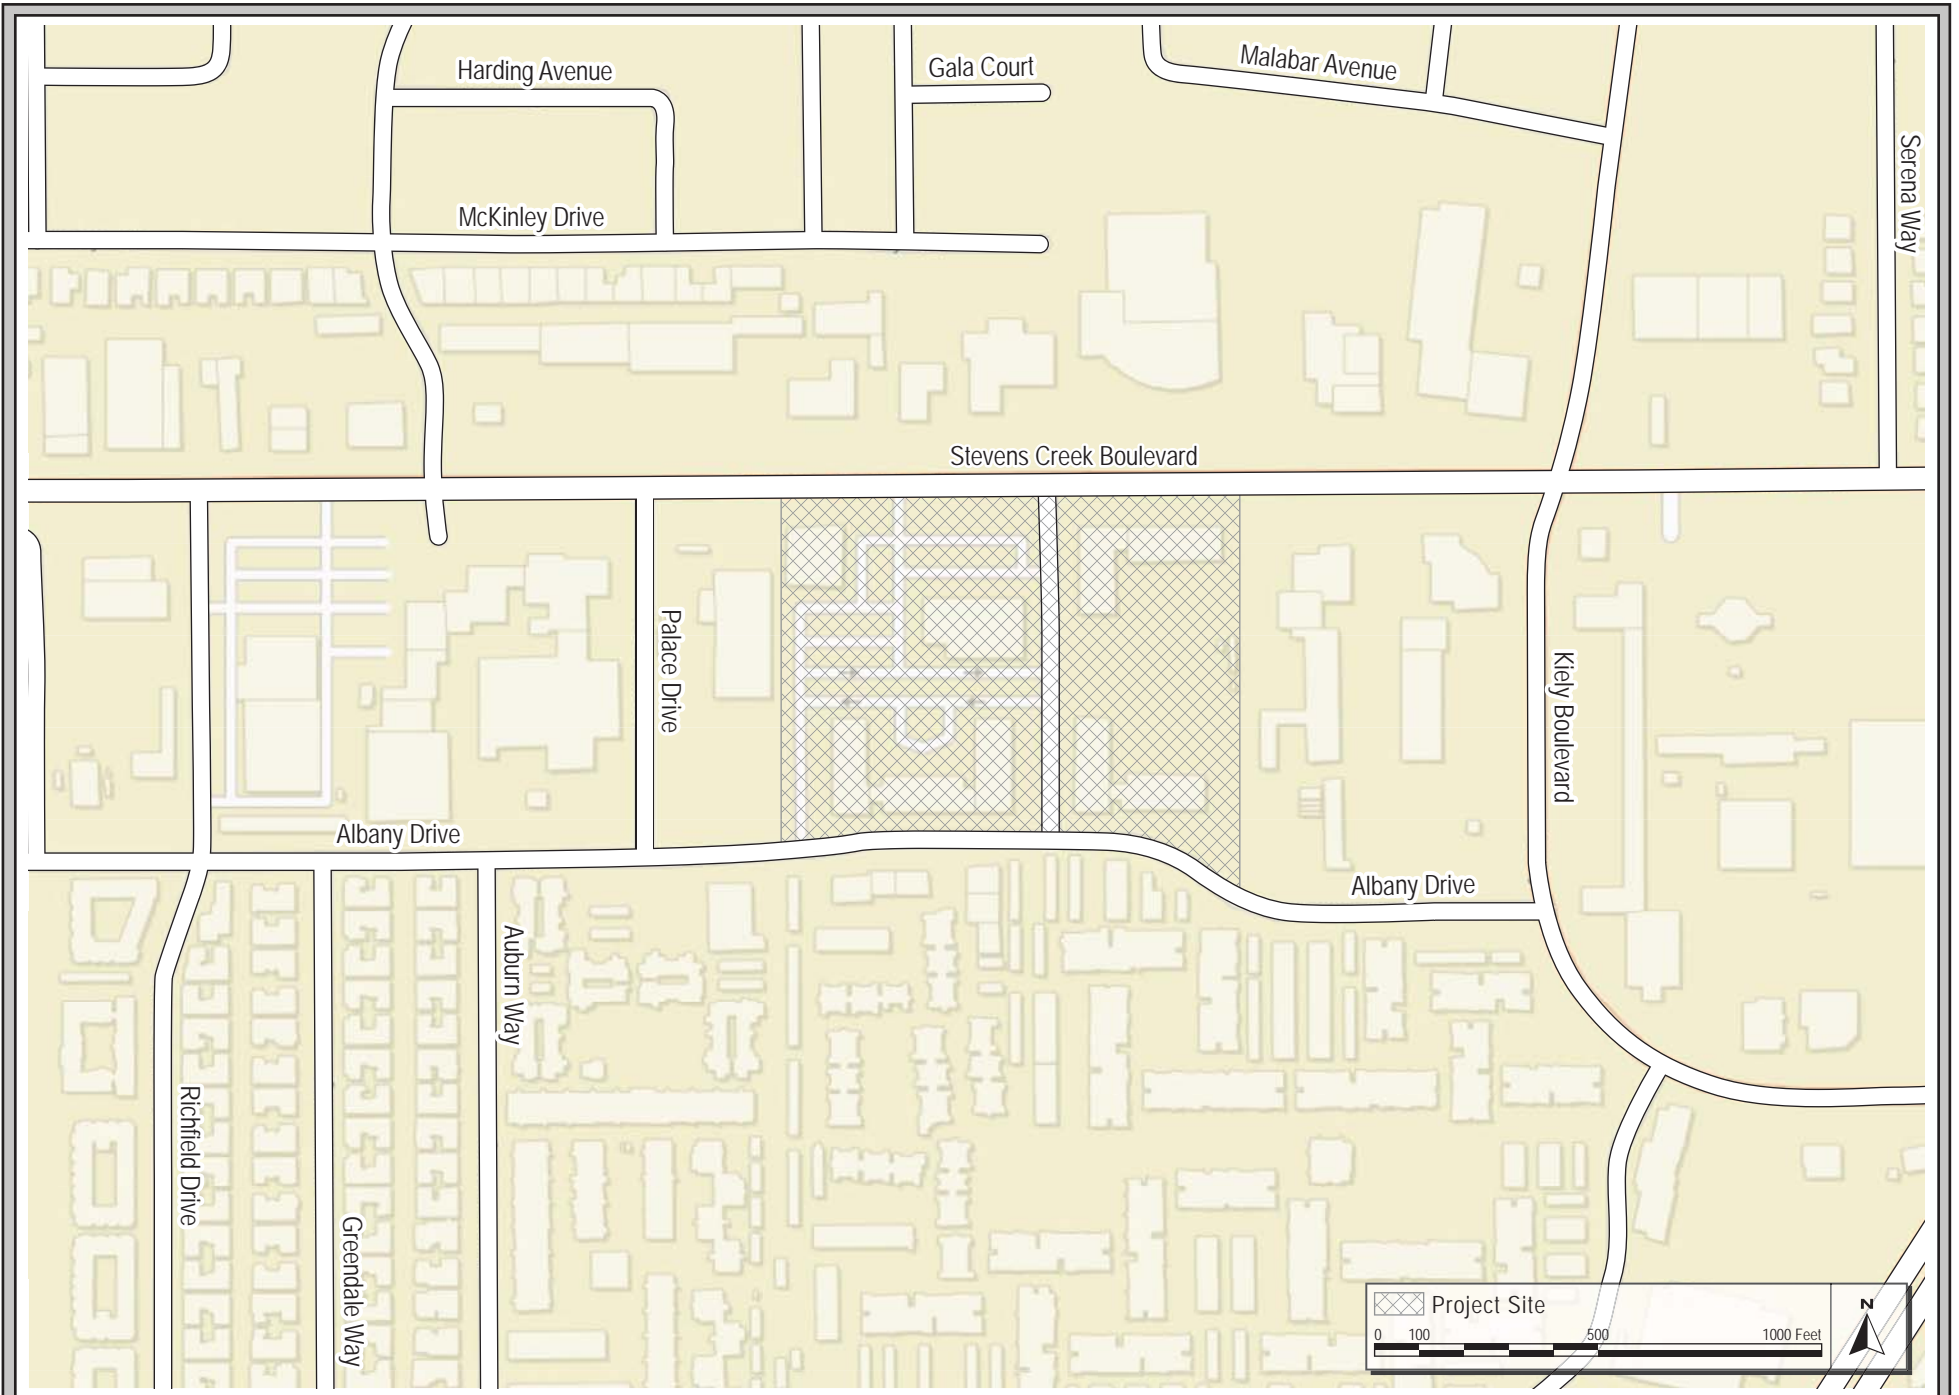 Harding Avenue
Gala Court
Malabar Avenue
Serena Way
McKinley Drive
Stevens Creek Boulevard
Palace Drive
Kiely Boulevard
Albany Drive
Albany Drive
Auburn Way
Richfield Drive
Greendale Way
Project Site
N
0 100 500 1000 Feet